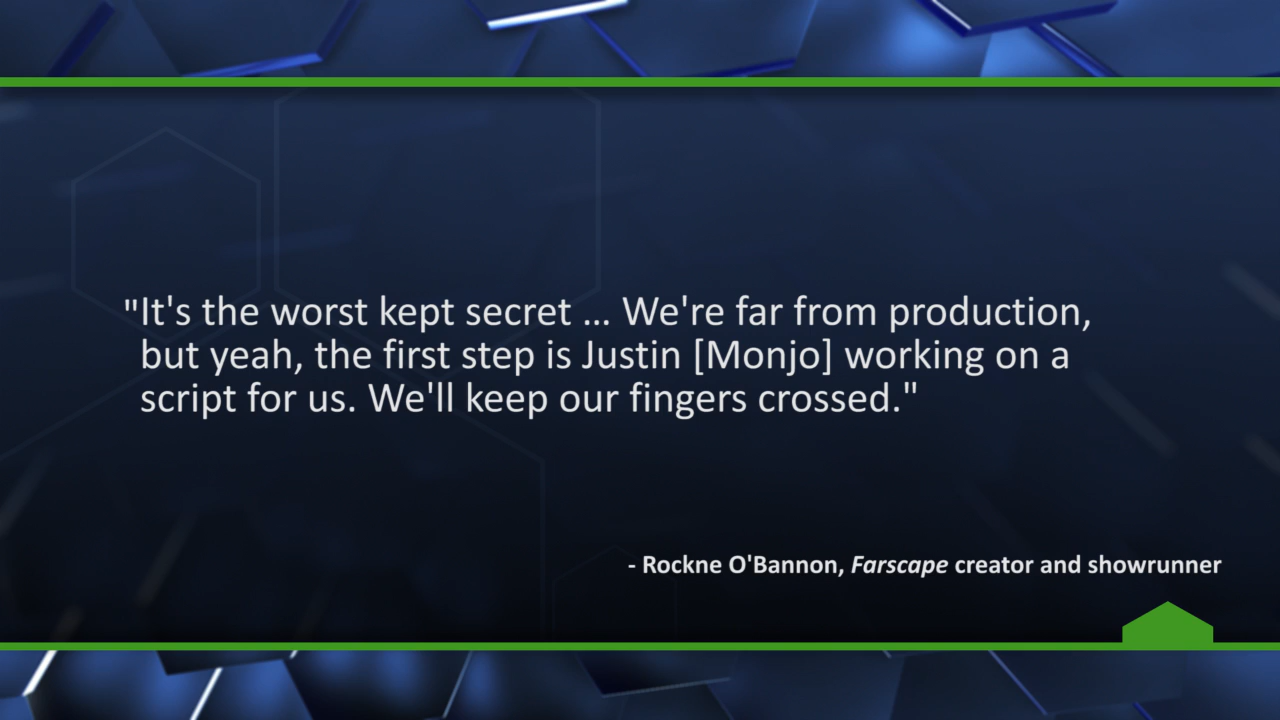 "It's the worst kept secret ... We're far from production,
but yeah, the first step is Justin [Monjo] working on a
script for us. We'll keep our fingers crossed."
- Rockne O'Bannon, Farscape creator and showrunner